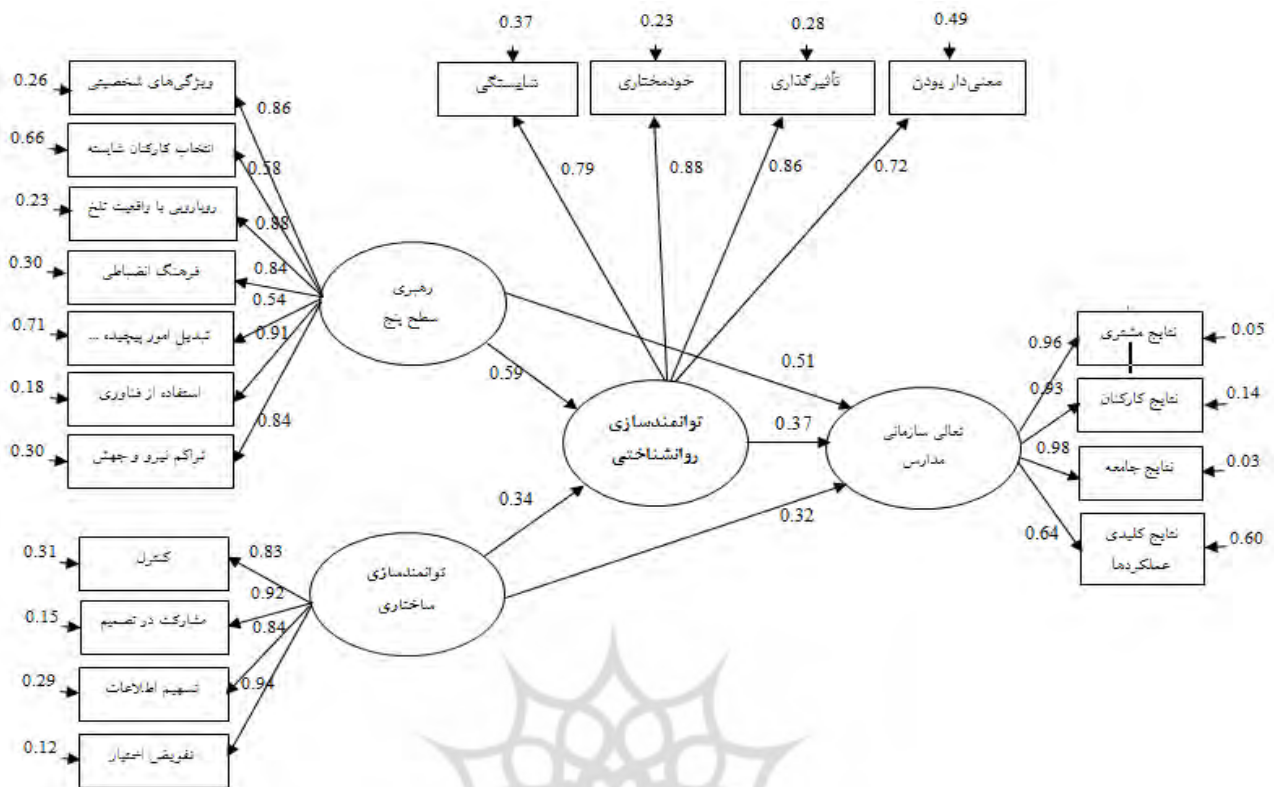 0.37
0.23
0.28
0.49
شایستگی
خودمختاری
تأثیرگذاری
معنی‌دار بودن
0.79
0.88
0.86
0.72
0.26
ویژگی‌های شخصیتی
0.86
0.66
انتخاب کارکنان شایسته
0.58
0.23
رویارویی با واقعیت تلخ
0.88
0.30
فرهنگ انضباطی
0.84
0.54
0.71
تبدیل امور پیچیده ...
0.91
0.18
استفاده از فناوری
0.30
تراکم نیرو و جهش
0.84
رهبری
سطح پنج
0.59
0.51
توانمندسازی
روانشناختی
0.37
0.34
0.32
تعالی سازمانی
مدارس
0.96
نتایج مشتری
0.05
0.93
نتایج کارکنان
0.14
0.98
نتایج جامعه
0.03
0.64
نتایج کلیدی
عملکردها
0.60
توانمندسازی
ساختاری
0.31
کنترل
0.83
0.15
مشارکت در تصمیم
0.92
0.84
0.29
تسهیم اطلاعات
0.94
0.12
تفویض اختیار